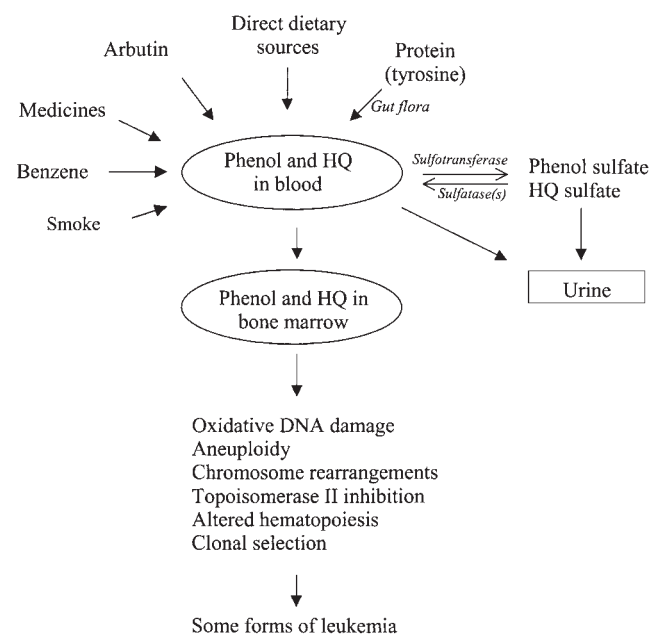 Direct dietary
sources
Arbutin
Protein
(tyrosine)
Gut flora
Medicines
Benzene
Smoke
Phenol and HQ
in blood
Sulfotransferase
Sulfatase(s)
Phenol sulfate
HQ sulfate
Urine
Phenol and HQ in
bone marrow
Oxidative DNA damage
Aneuploidy
Chromosome rearrangements
Topoisomerase II inhibition
Altered hematopoiesis
Clonal selection
Some forms of leukemia